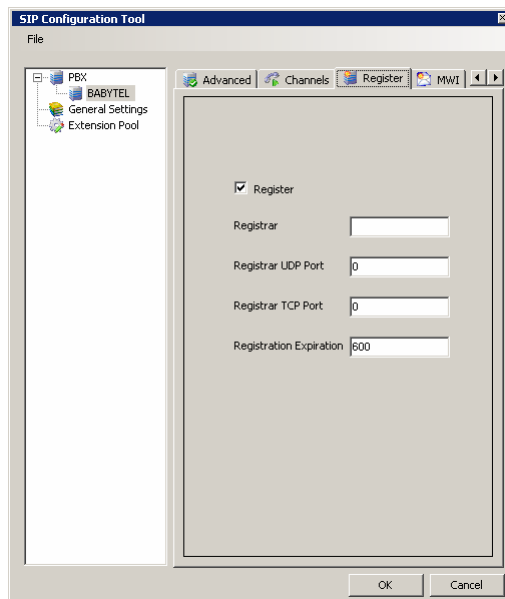 SIP Configuration Tool
File
PBX
BABYTEL
General Settings
Extension Pool
Advanced
Channels
Register
MWI
Register
Registrar
Registrar UDP Port
0
Registrar TCP Port
0
Registration Expiration
600
OK
Cancel